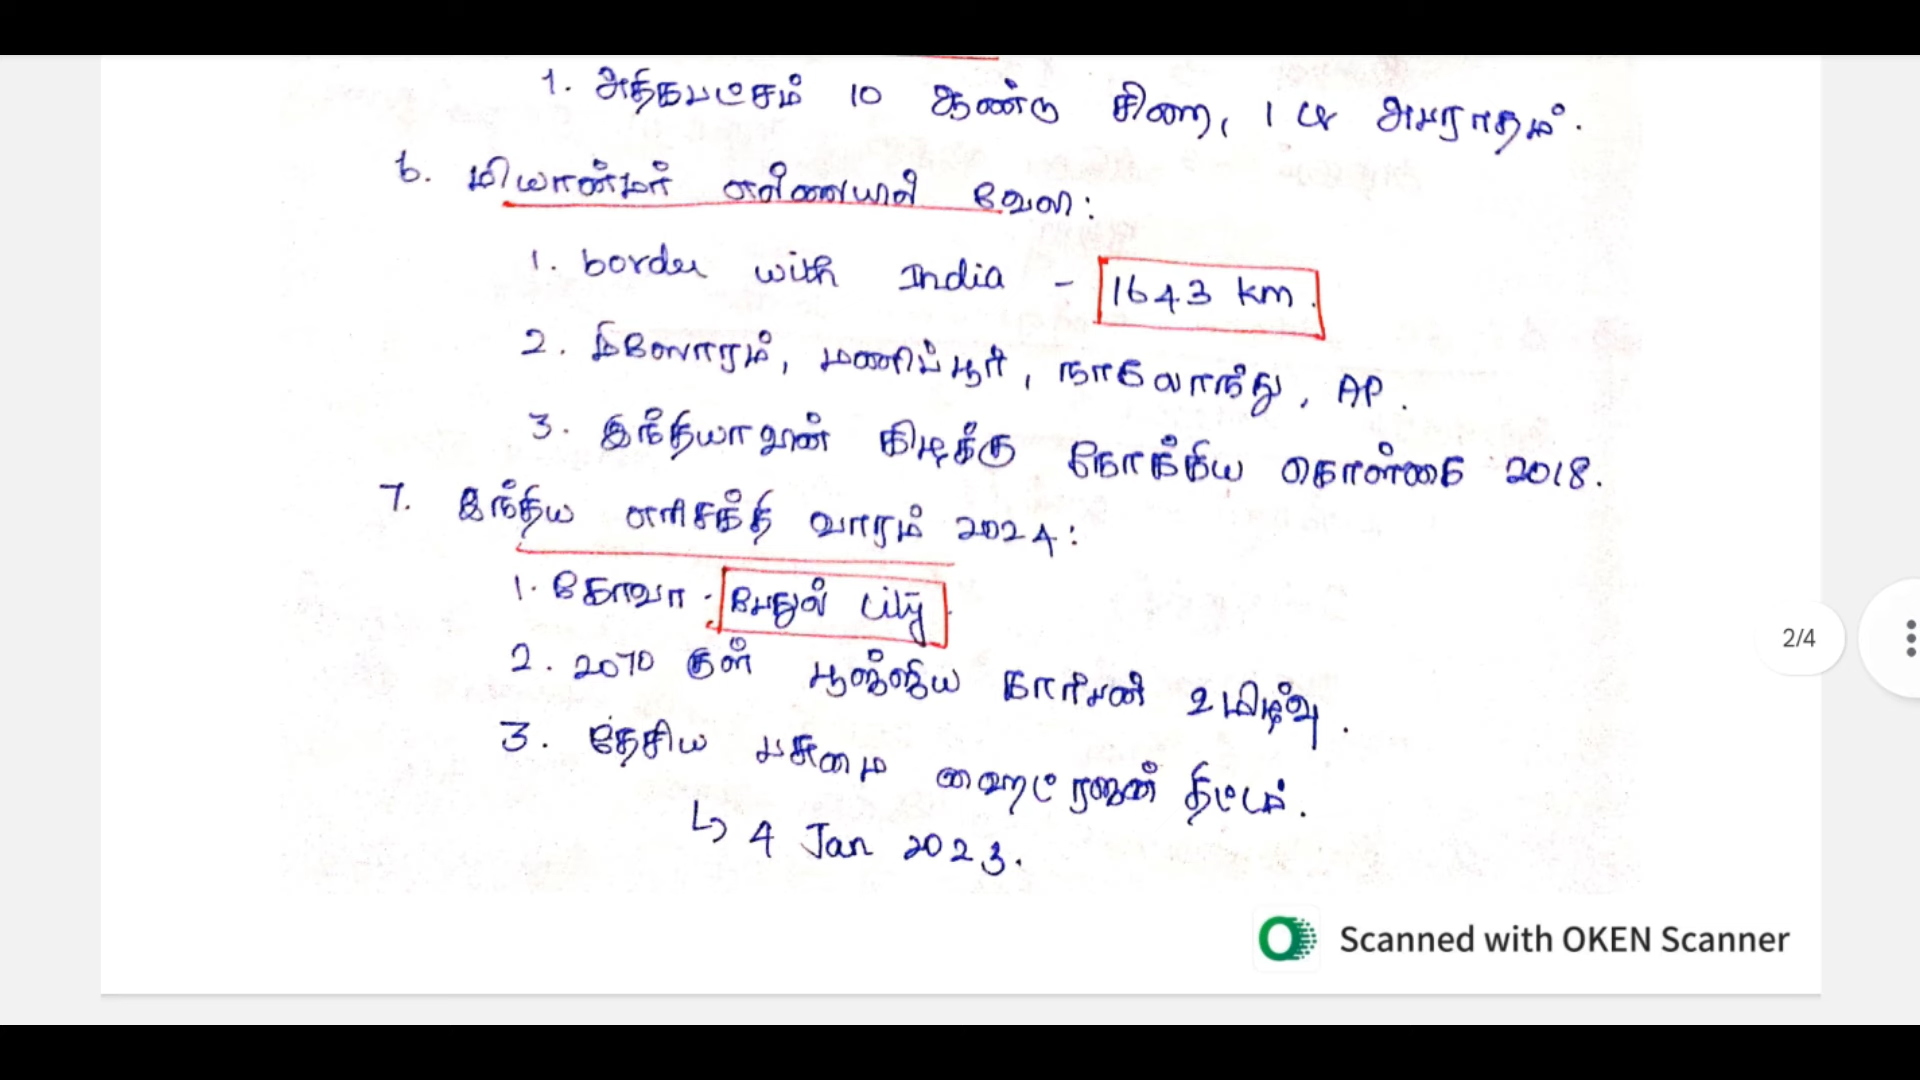 1. அதிகபட்சம் 10 ஆண்டு சிறை, 1 கோடி அபராதம்.
6. மியான்மர் எல்லையில் வேலி:
1. border with India - 1643 km.
2. மிஸோரம், மணிப்பூர், நாகலாந்து, AP.
3. இந்தியாவின் கிழக்கு நோக்கிய கொள்கை 2018.
7. இந்திய எரிசக்தி வாரம் 2024:
1. கோவா - பேதுல் City.
2. 2070 குள் பூஜ்ஜிய கார்பன் உமிழ்வு.
3. தேசிய பசுமை ஹைட்ரஜன் திட்டம்.
↳ 4 Jan 2023.
2/4
Scanned with OKEN Scanner